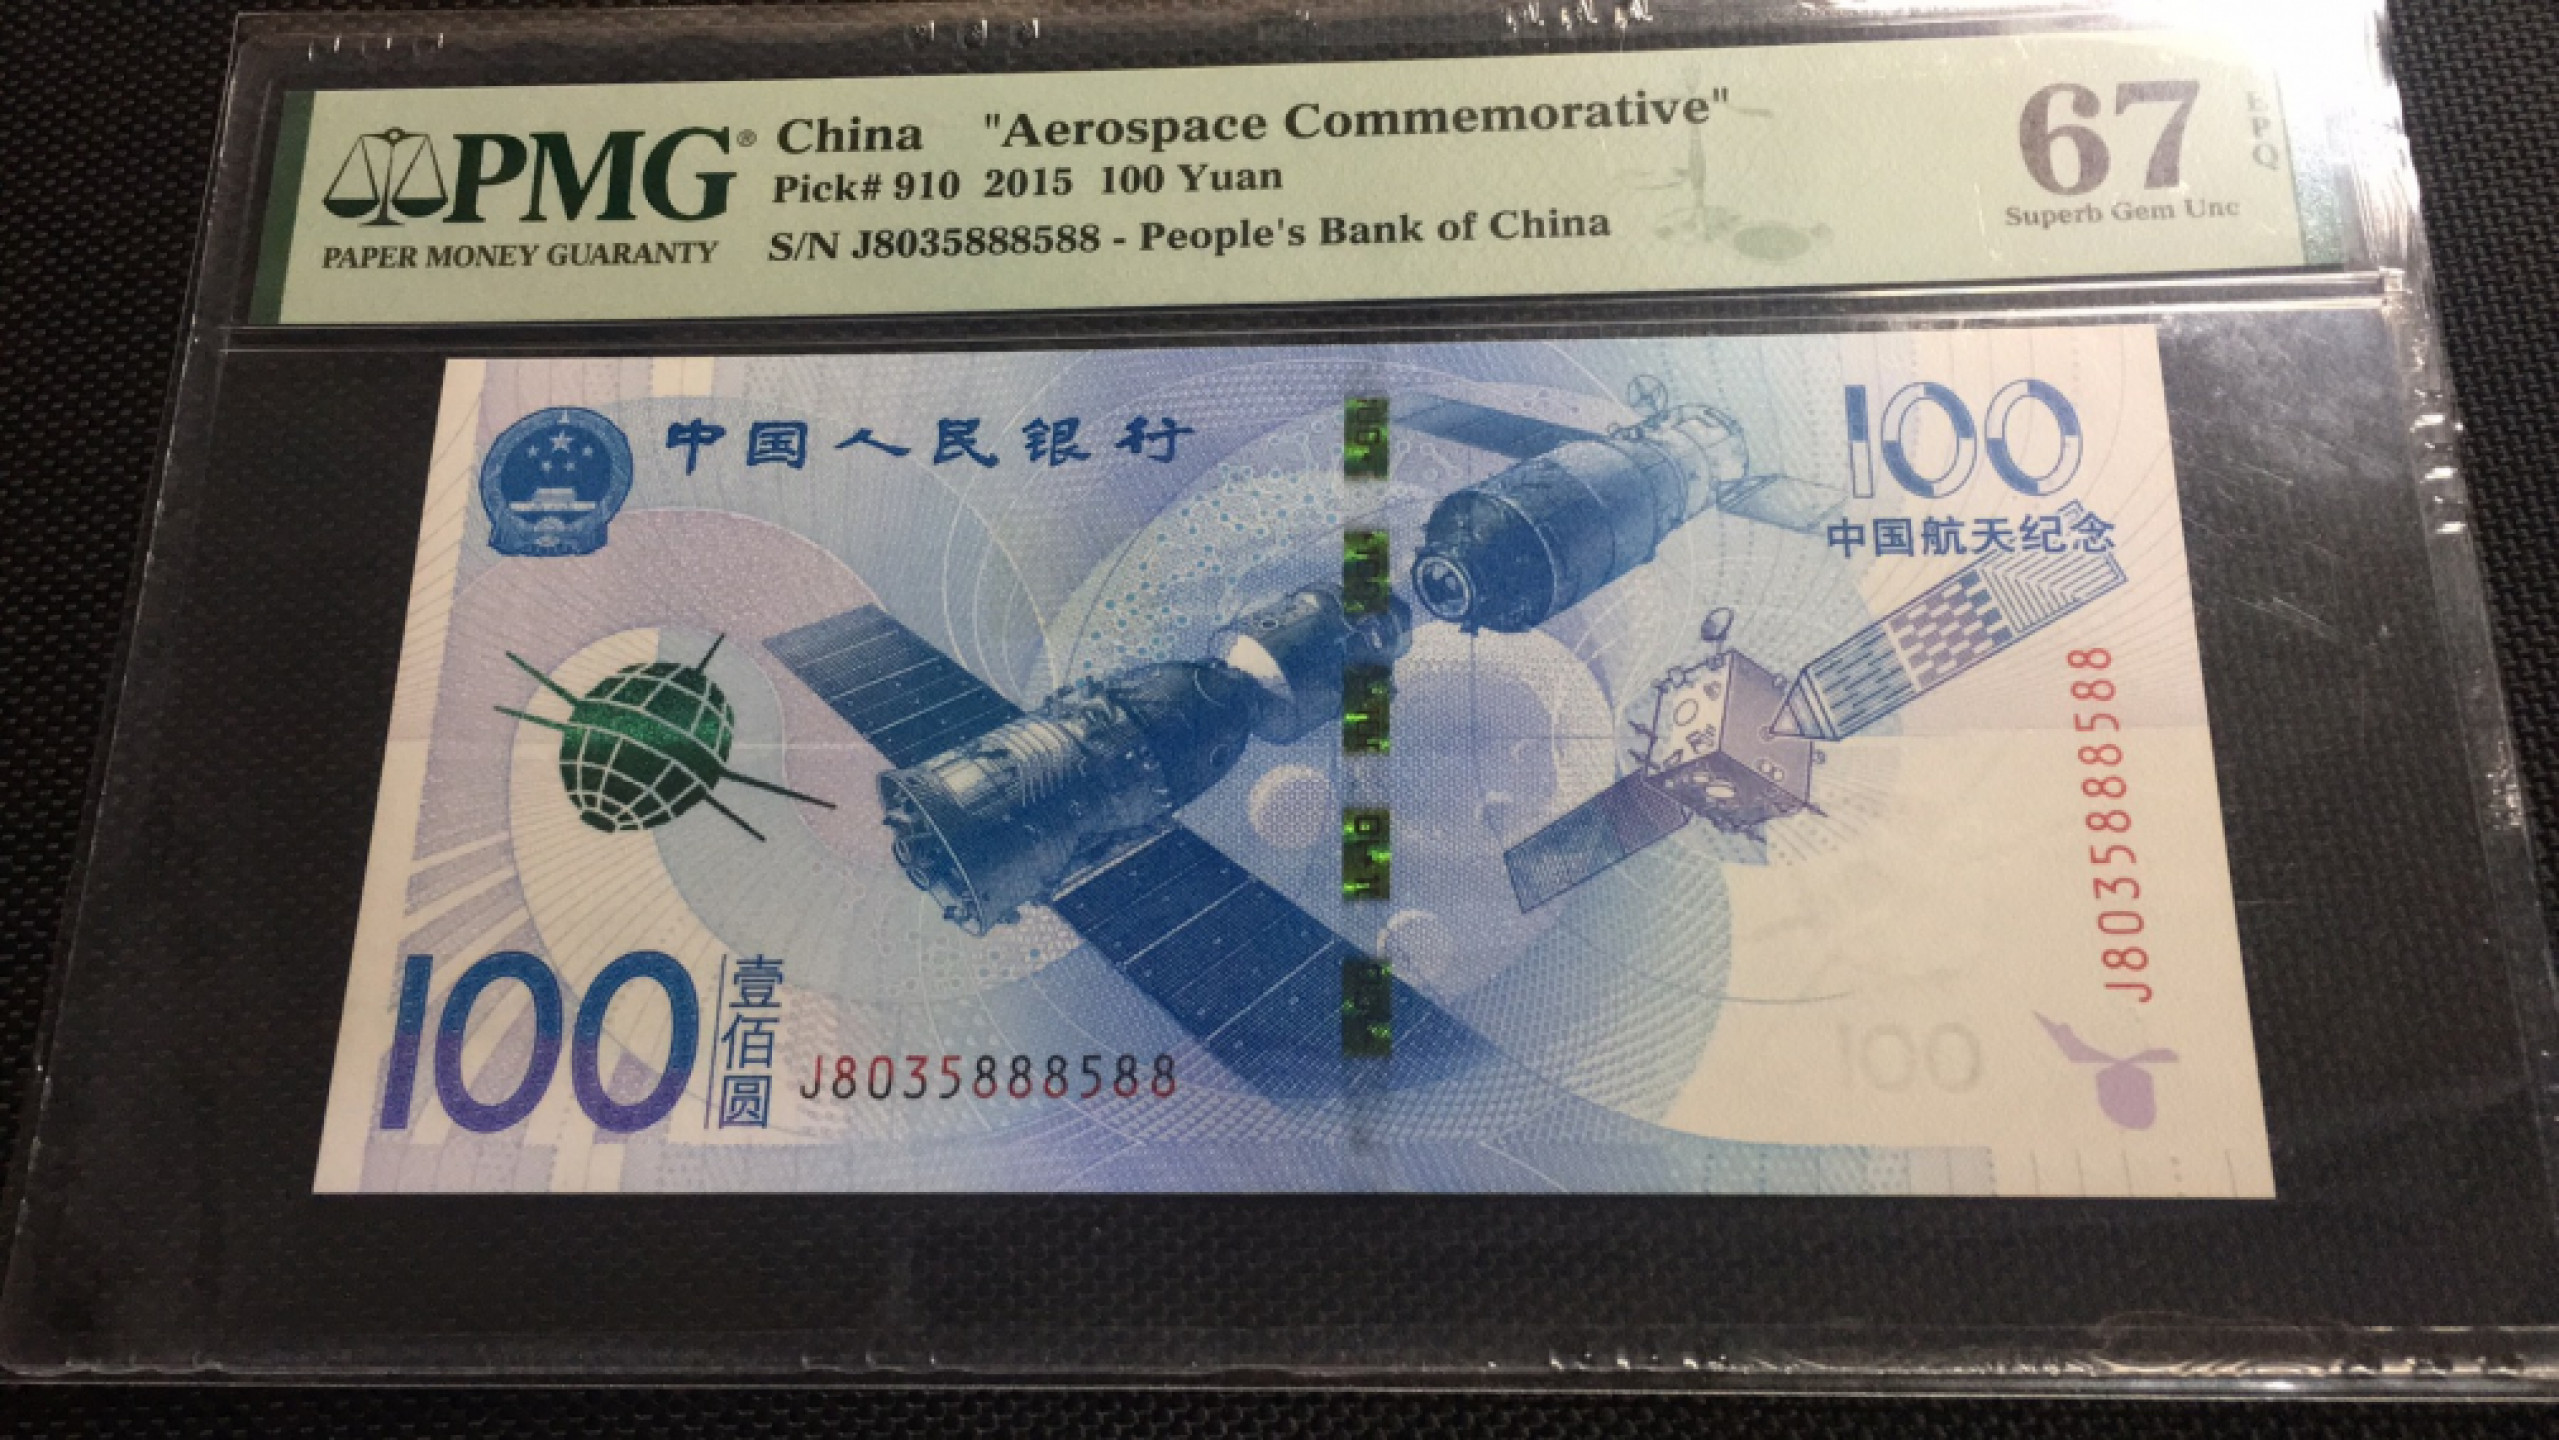 PMG® China "Aerospace Commemorative"
Pick# 910 2015 100 Yuan
S/N J8035888588 - People's Bank of China
PAPER MONEY GUARANTY
67
EPQ
Superb Gem Unc
中国人民银行
100
中国航天纪念
J8035888588
100
壹佰圆
J8035888588
100